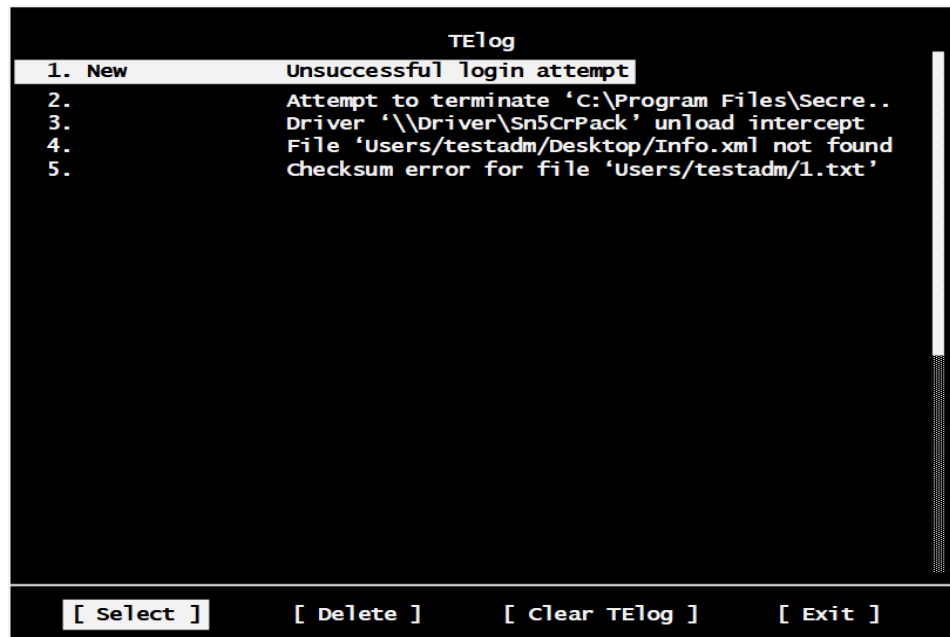 TElog
1. New Unsuccessful login attempt
2. Attempt to terminate ‘C:\Program Files\Secre..
3. Driver ‘\\Driver\Sn5CrPack’ unload intercept
4. File ‘Users/testadm/Desktop/Info.xml not found
5. Checksum error for file ‘Users/testadm/1.txt’
[ Select ] [ Delete ] [ Clear TElog ] [ Exit ]